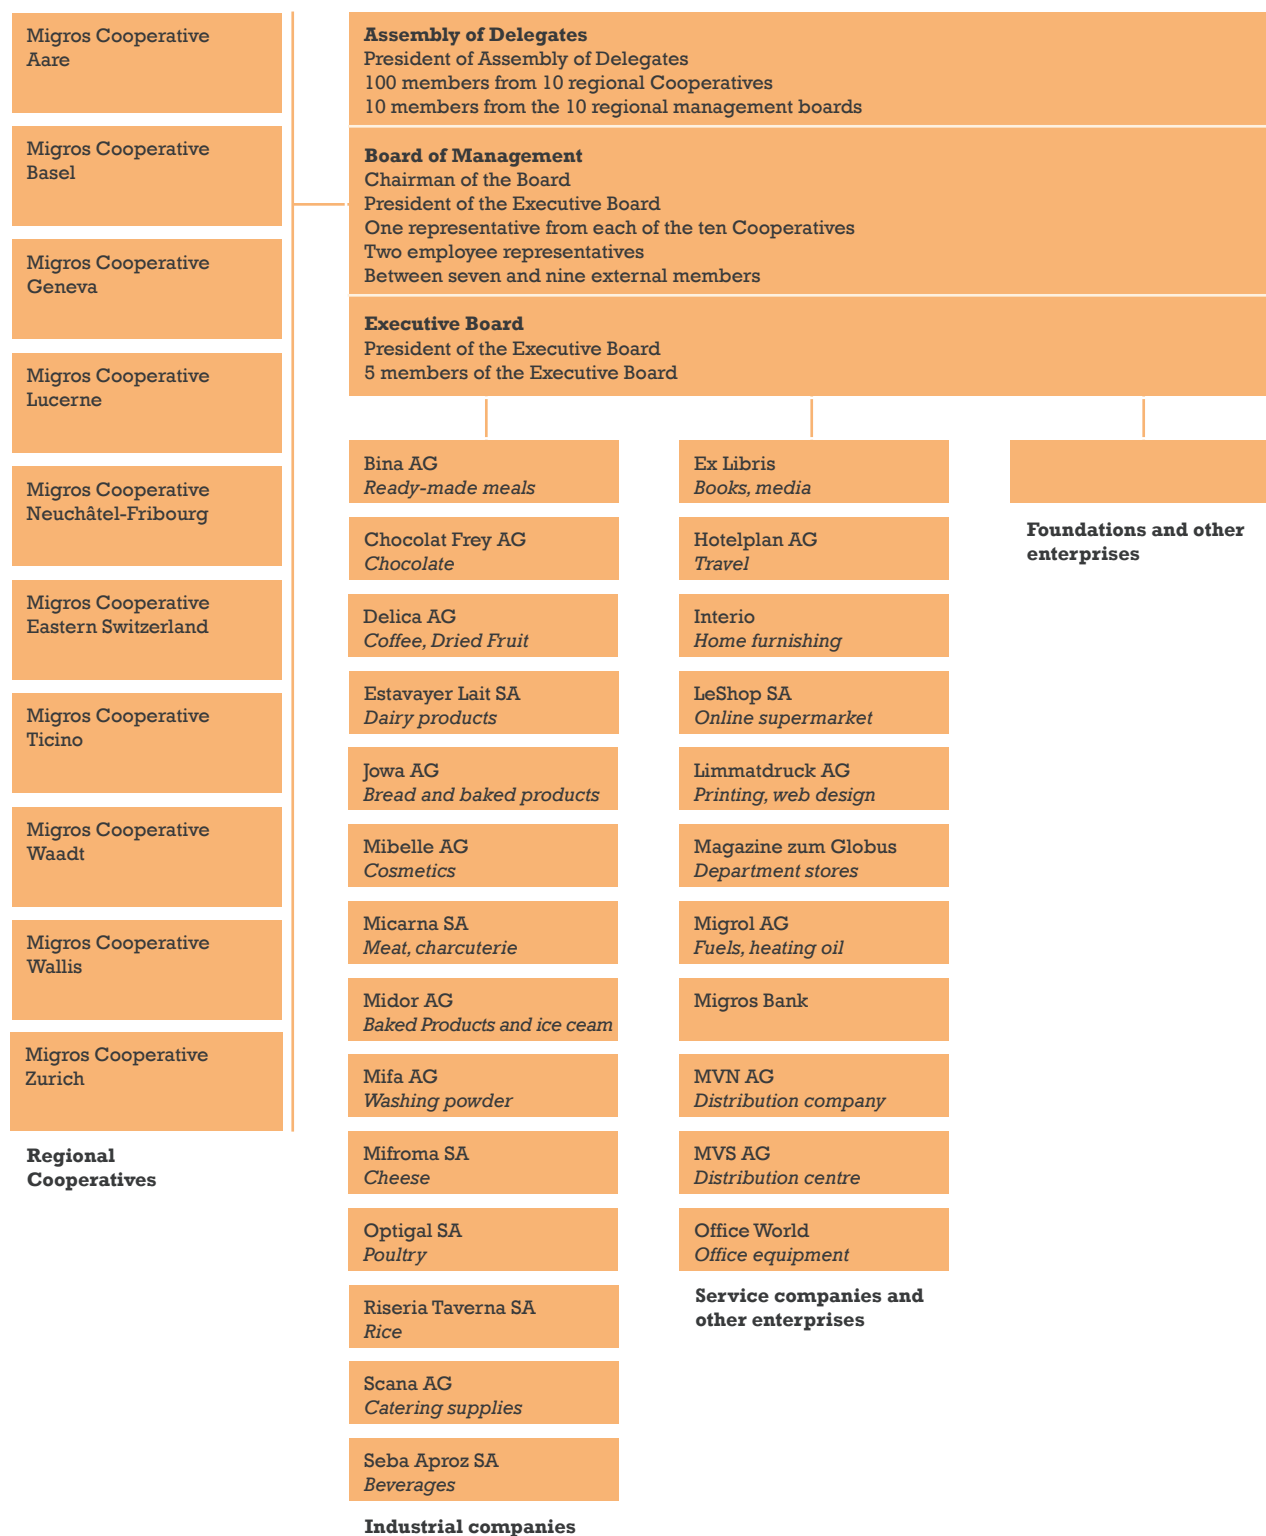 Migros Cooperative
Aare
Migros Cooperative
Basel
Migros Cooperative
Geneva
Migros Cooperative
Lucerne
Migros Cooperative
Neuchâtel-Fribourg
Migros Cooperative
Eastern Switzerland
Migros Cooperative
Ticino
Migros Cooperative
Waadt
Migros Cooperative
Wallis
Migros Cooperative
Zurich
Regional
Cooperatives
Assembly of Delegates
President of Assembly of Delegates
100 members from 10 regional Cooperatives
10 members from the 10 regional management boards
Board of Management
Chairman of the Board
President of the Executive Board
One representative from each of the ten Cooperatives
Two employee representatives
Between seven and nine external members
Executive Board
President of the Executive Board
5 members of the Executive Board
Bina AG
Ready-made meals
Chocolat Frey AG
Chocolate
Delica AG
Coffee, Dried Fruit
Estavayer Lait SA
Dairy products
Jowa AG
Bread and baked products
Mibelle AG
Cosmetics
Micarna SA
Meat, charcuterie
Midor AG
Baked Products and ice ceam
Mifa AG
Washing powder
Mifroma SA
Cheese
Optigal SA
Poultry
Riseria Taverna SA
Rice
Scana AG
Catering supplies
Seba Aproz SA
Beverages
Industrial companies
Ex Libris
Books, media
Hotelplan AG
Travel
Interio
Home furnishing
LeShop SA
Online supermarket
Limmatdruck AG
Printing, web design
Magazine zum Globus
Department stores
Migrol AG
Fuels, heating oil
Migros Bank
MVN AG
Distribution company
MVS AG
Distribution centre
Office World
Office equipment
Service companies and
other enterprises
Foundations and other
enterprises